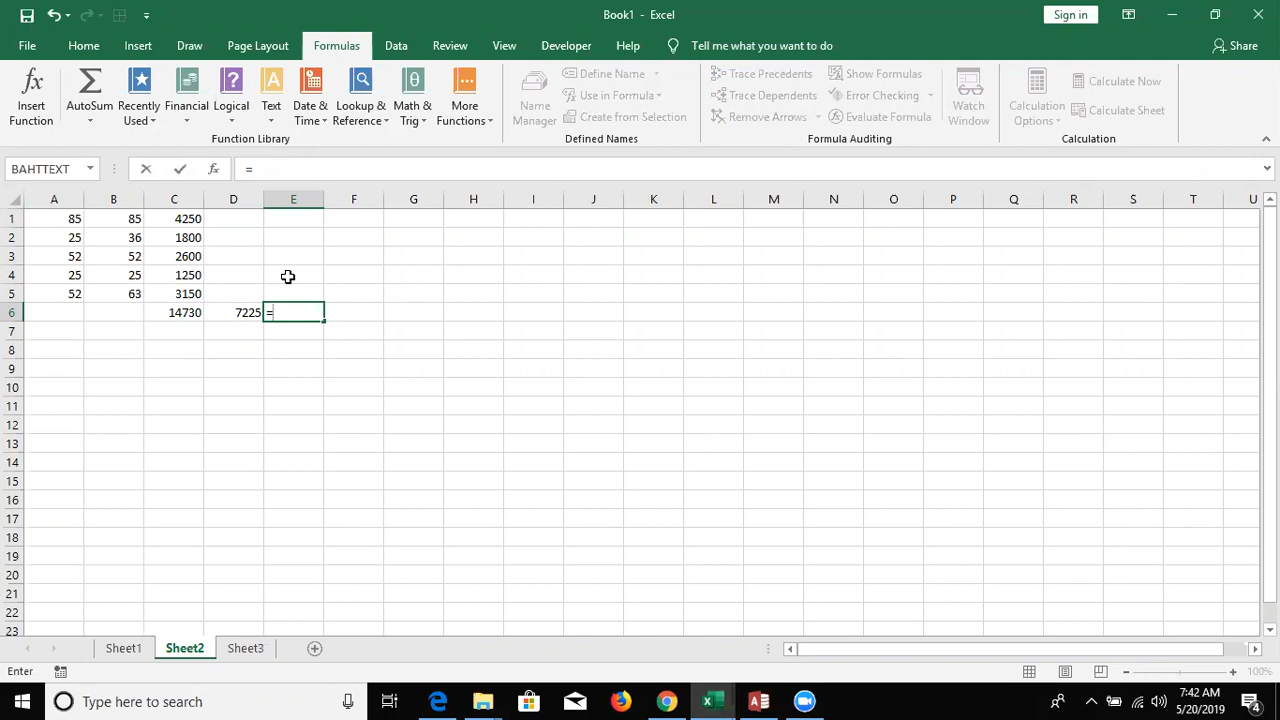 Book1 - Excel
Sign in
File Home Insert Draw Page Layout Formulas Data Review View Developer Help Tell me what you want to do Share
Insert Function
AutoSum
Recently Used
Financial
Logical
Text
Date & Time
Lookup & Reference
Math & Trig
More Functions
Function Library
Name Manager
Define Name
Use in Formula
Create from Selection
Defined Names
Trace Precedents
Trace Dependents
Remove Arrows
Show Formulas
Error Checking
Evaluate Formula
Formula Auditing
Watch Window
Calculation Options
Calculate Now
Calculate Sheet
Calculation
BAHTTEXT fx =
A B C D E F G H I J K L M N O P Q R S T U
1 85 85 4250
2 25 36 1800
3 52 52 2600
4 25 25 1250
5 52 63 3150
6 14730 7225 =
7
8
9
10
11
12
13
14
15
16
17
18
19
20
21
22
23
Sheet1 Sheet2 Sheet3
Enter
100%
Type here to search
7:42 AM
5/20/2019
4